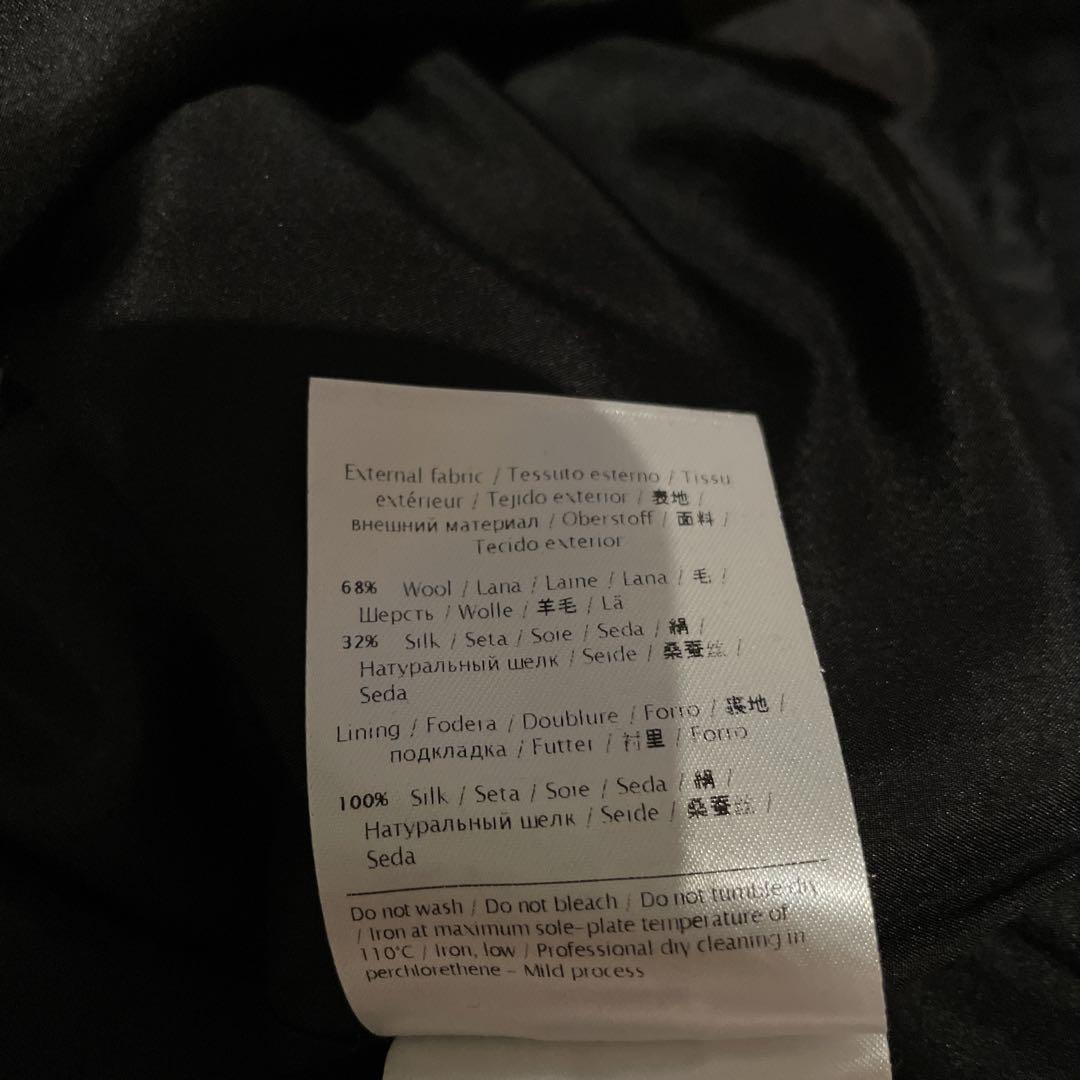 External fabric / Tessuto esterno / Tissu
extérieur / Tejido exterior / 表地 /
внешний материал / Oberstoff / 面料 /
Tecido exterior
68% Wool / Lana / Laine / Lana / 毛 /
Шерсть / Wolle / 羊毛 / Lä
32% Silk / Seta / Soie / Seda / 絹 /
Натуральный шелк / Seide / 桑蚕丝 /
Seda
Lining / Fodera / Doublure / Forro / 裏地 /
подкладка / Futter / 衬里 / Forro
100% Silk / Seta / Soie / Seda / 絹 /
Натуральный шелк / Seide / 桑蚕丝 /
Seda
Do not wash / Do not bleach / Do not tumble dry
/ Iron at maximum sole-plate temperature of
110°C / Iron, low / Professional dry cleaning in
perchlorethene - Mild process